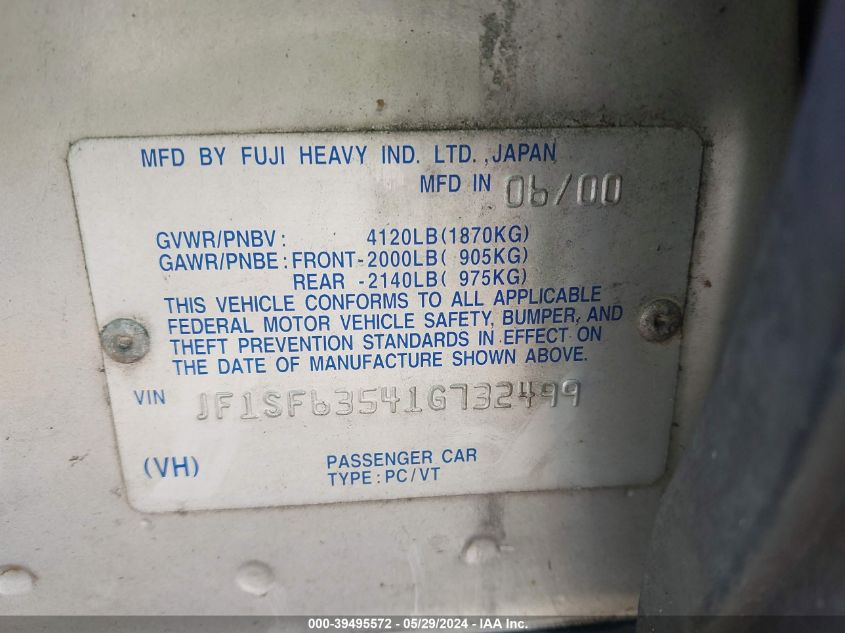 MFD BY FUJI HEAVY IND. LTD. ,JAPAN
MFD IN 06/00
GVWR/PNBV: 4120LB(1870KG)
GAWR/PNBE:FRONT-2000LB( 905KG)
REAR -2140LB( 975KG)
THIS VEHICLE CONFORMS TO ALL APPLICABLE
FEDERAL MOTOR VEHICLE SAFETY, BUMPER, AND
THEFT PREVENTION STANDARDS IN EFFECT ON
THE DATE OF MANUFACTURE SHOWN ABOVE.
VIN JF1SF63541G732499
(VH) PASSENGER CAR
TYPE:PC/VT
000-39495572 - 05/29/2024 - IAA Inc.